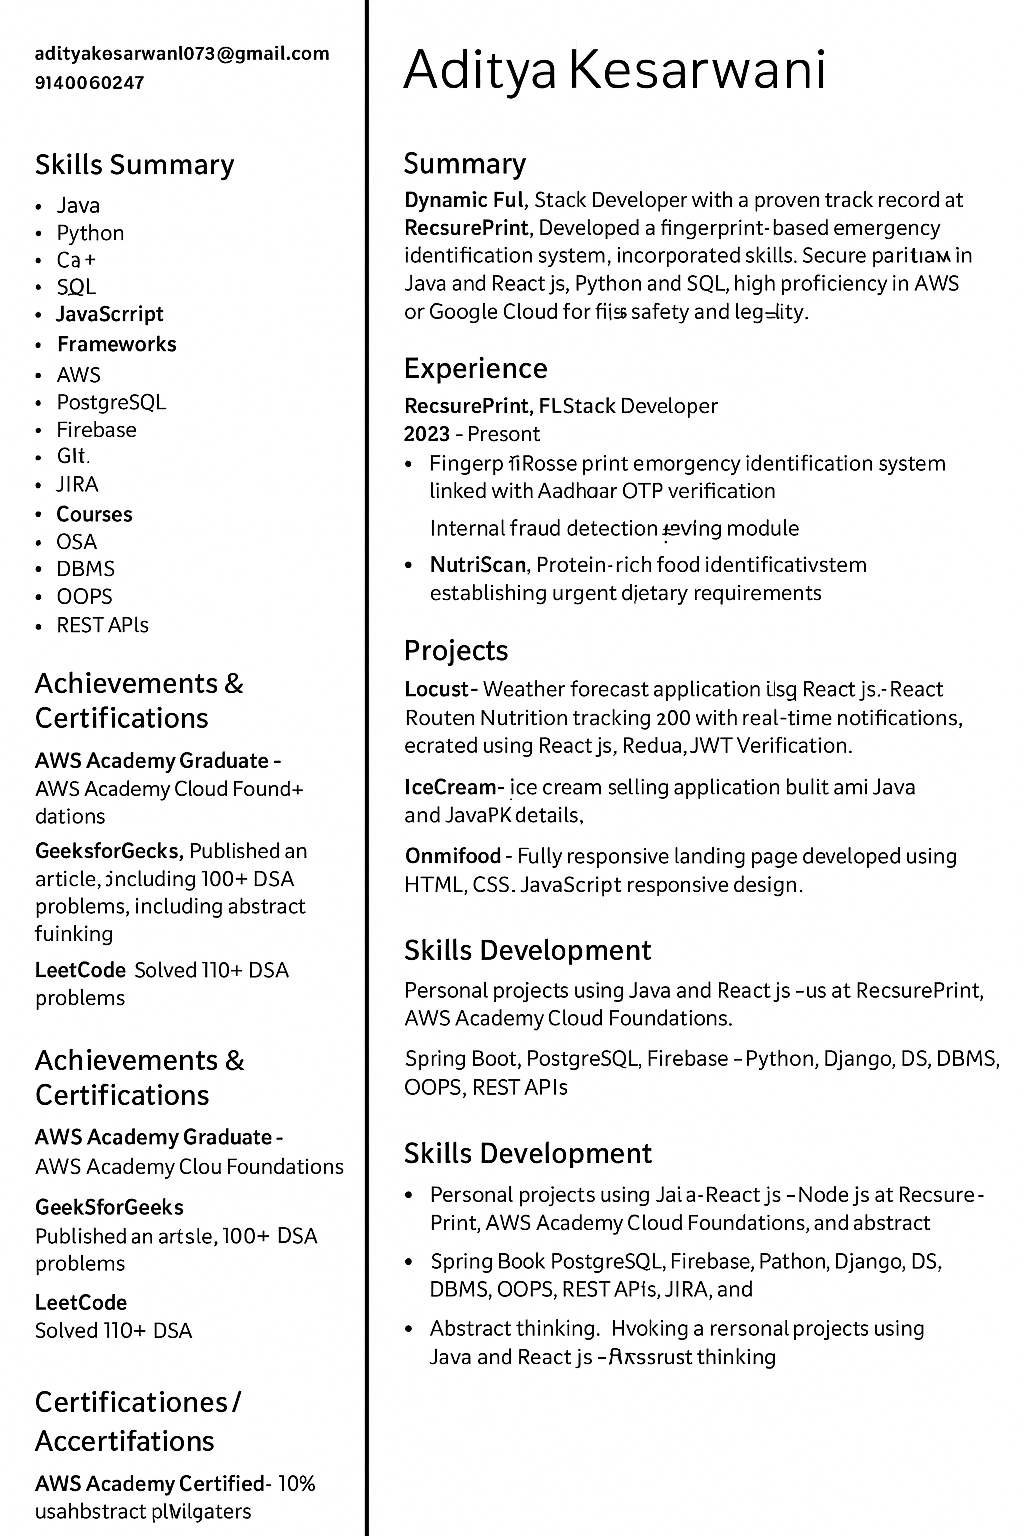 adityakesarwanl073@gmail.com
9140060247
Skills Summary
• Java
• Python
• Ca+
• SQL
• JavaScrript
• Frameworks
• AWS
• PostgreSQL
• Firebase
• GIt.
• JIRA
• Courses
• OSA
• DBMS
• OOPS
• REST APIs
Achievements &
Certifications
AWS Academy Graduate -
AWS Academy Cloud Found+
dations
GeeksforGecks, Published an
article, including 100+ DSA
problems, including abstract
fuinking
LeetCode Solved 110+ DSA
problems
Achievements &
Certifications
AWS Academy Graduate -
AWS Academy Clou Foundations
GeekSforGeeks
Published an artsle, 100+ DSA
problems
LeetCode
Solved 110+ DSA
Certificationes/
Accertifations
AWS Academy Certified- 10%
usahbstract
Aditya Kesarwani
Summary
Dynamic Ful, Stack Developer with a proven track record at
RecsurePrint, Developed a fingerprint-based emergency
identification system, incorporated skills. Secure in
Java and React js, Python and SQL, high proficiency in AWS
or Google Cloud for safety and
Experience
RecsurePrint, FLStack Developer
2023 - Presont
• Fingerp print emorgency identification system
linked with Aadhaar OTP verification
Internal fraud detection module
• NutriScan, Protein-rich food identificativstem
establishing urgent djetary requirements
Projects
Locust- Weather forecast application React js.-React
Routen Nutrition tracking 200 with real-time notifications,
ecrated using React js, Redua, JWT Verification.
IceCream- ice cream selling application bulit ami Java
and JavaPK details,
Onmifood - Fully responsive landing page developed using
HTML, CSS. JavaScript responsive design.
Skills Development
Personal projects using Java and React js –us at RecsurePrint,
AWS Academy Cloud Foundations.
Spring Boot, PostgreSQL, Firebase –Python, Django, DS, DBMS,
OOPS, REST APIs
Skills Development
• Personal projects using Jai a-React js –Node js at Recsure-
Print, AWS Academy Cloud Foundations, and abstract
• Spring Book PostgreSQL, Firebase, Pathon, Django, DS,
DBMS, OOPS, REST APIs, JIRA, and
• Abstract thinking. Hvoking a rersonal projects using
Java and React js thinking